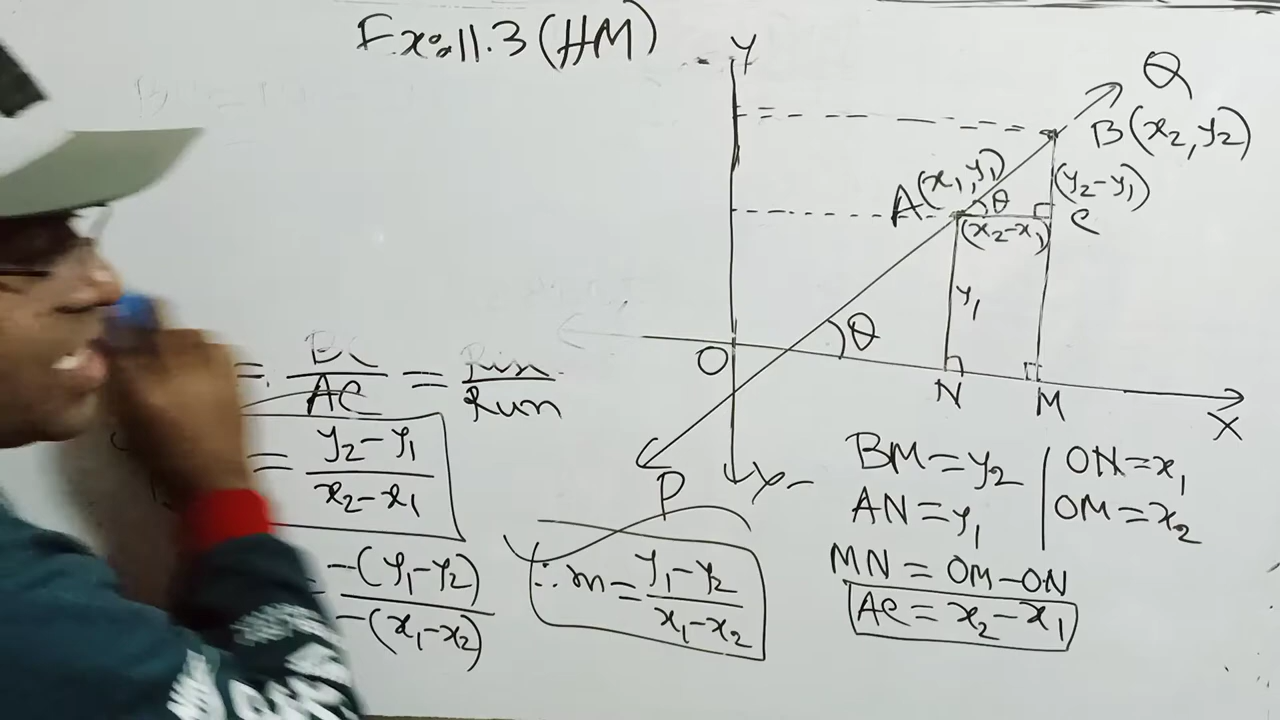 Ex: 11.3 (HM)
Y
Q
B(x₂, y₂)
A(x₁, y₁)
θ
(y₂-y₁)
(x₂-x₁)
C
y₁
θ
O
N
M
X
P
Y-
= BC/AC = Rise/Run
= y₂-y₁/x₂-x₁
-(y₁-y₂)/-(x₁-x₂)
∴ m = y₁-y₂/x₁-x₂
BM = y₂ | ON = x₁
AN = y₁ | OM = x₂
MN = OM-ON
AC = x₂-x₁